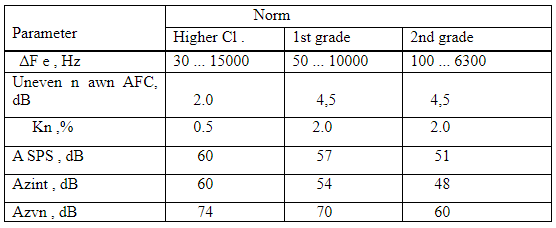 Parameter Norm
Higher Cl . 1st grade 2nd grade
ΔF e , Hz 30 ... 15000 50 ... 10000 100 ... 6300
Uneven n awn AFC,
dB 2.0 4,5 4,5
Kn ,% 0.5 2.0 2.0
A SPS , dB 60 57 51
Azint , dB 60 54 48
Azvn , dB 74 70 60